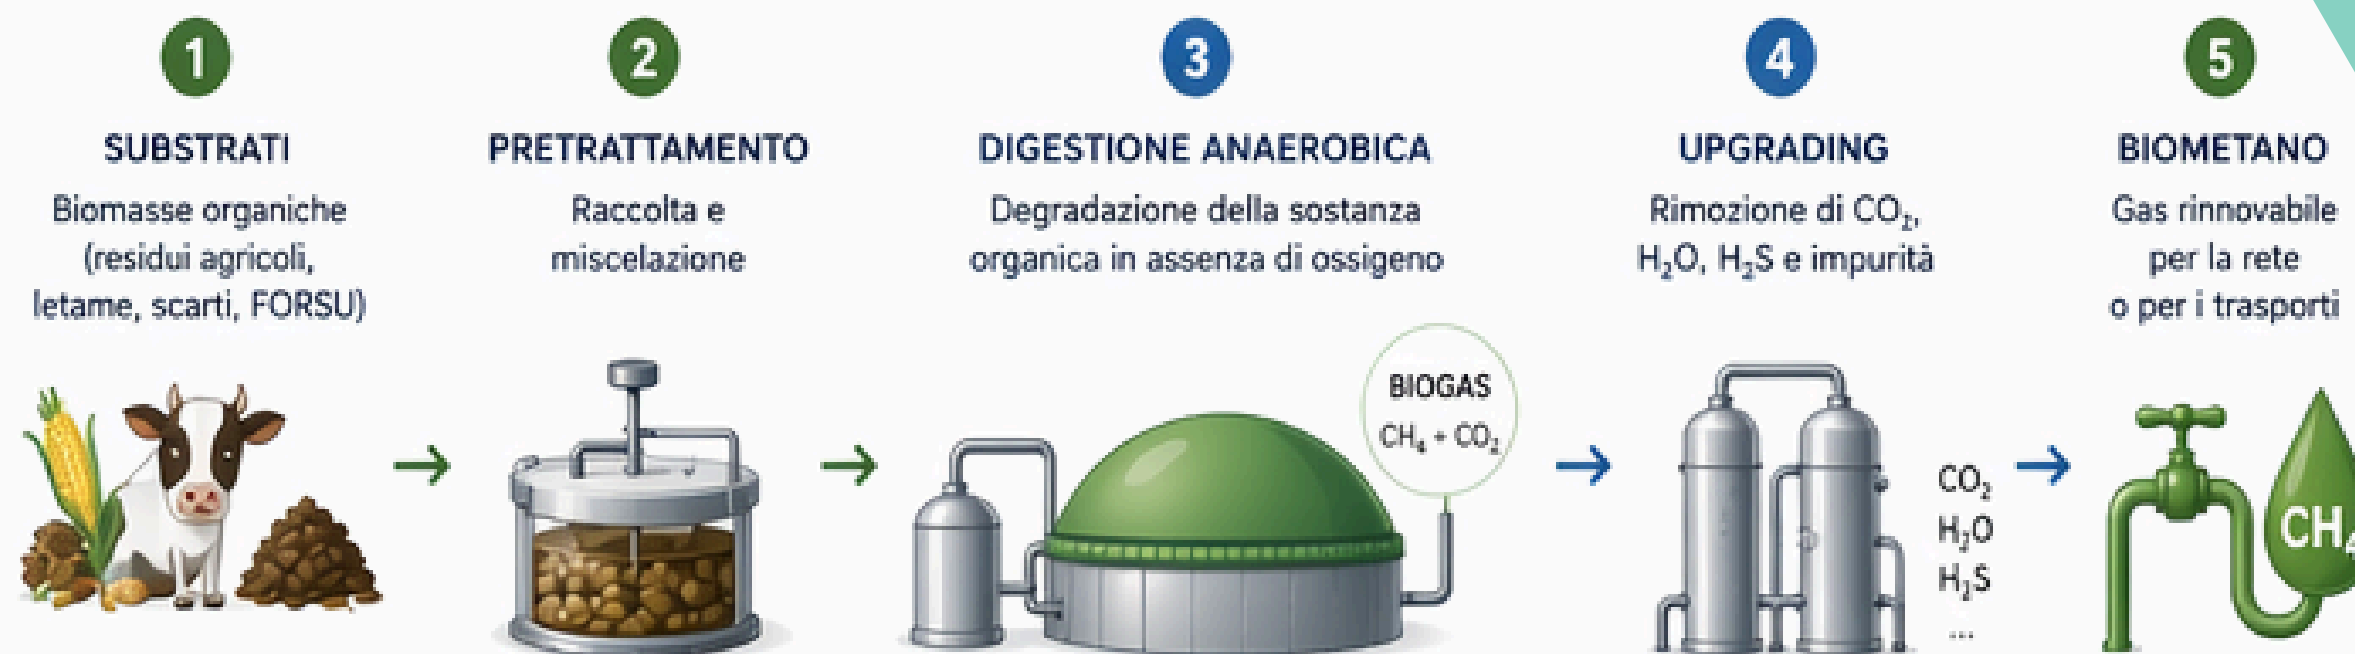 1
SUBSTRATI
Biomasse organiche
(residui agricoli,
letame, scarti, FORSU)
2
PRETRATTAMENTO
Raccolta e
miscelazione
3
DIGESTIONE ANAEROBICA
Degradazione della sostanza
organica in assenza di ossigeno
BIOGAS
CH₄ + CO₂
4
UPGRADING
Rimozione di CO₂,
H₂O, H₂S e impurità
CO₂
H₂O
H₂S
...
5
BIOMETANO
Gas rinnovabile
per la rete
o per i trasporti
CH₄